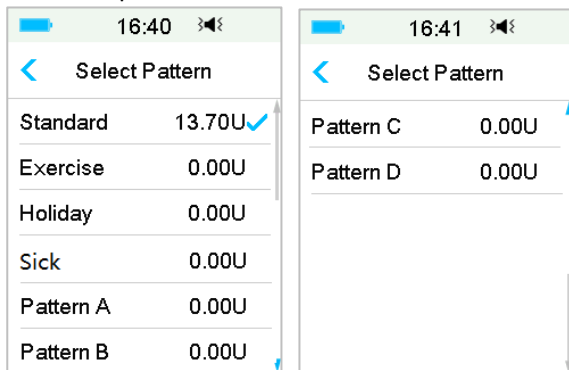 16:40
Select Pattern
Standard 13.70U
Exercise 0.00U
Holiday 0.00U
Sick 0.00U
Pattern A 0.00U
Pattern B 0.00U
16:41
Select Pattern
Pattern C 0.00U
Pattern D 0.00U